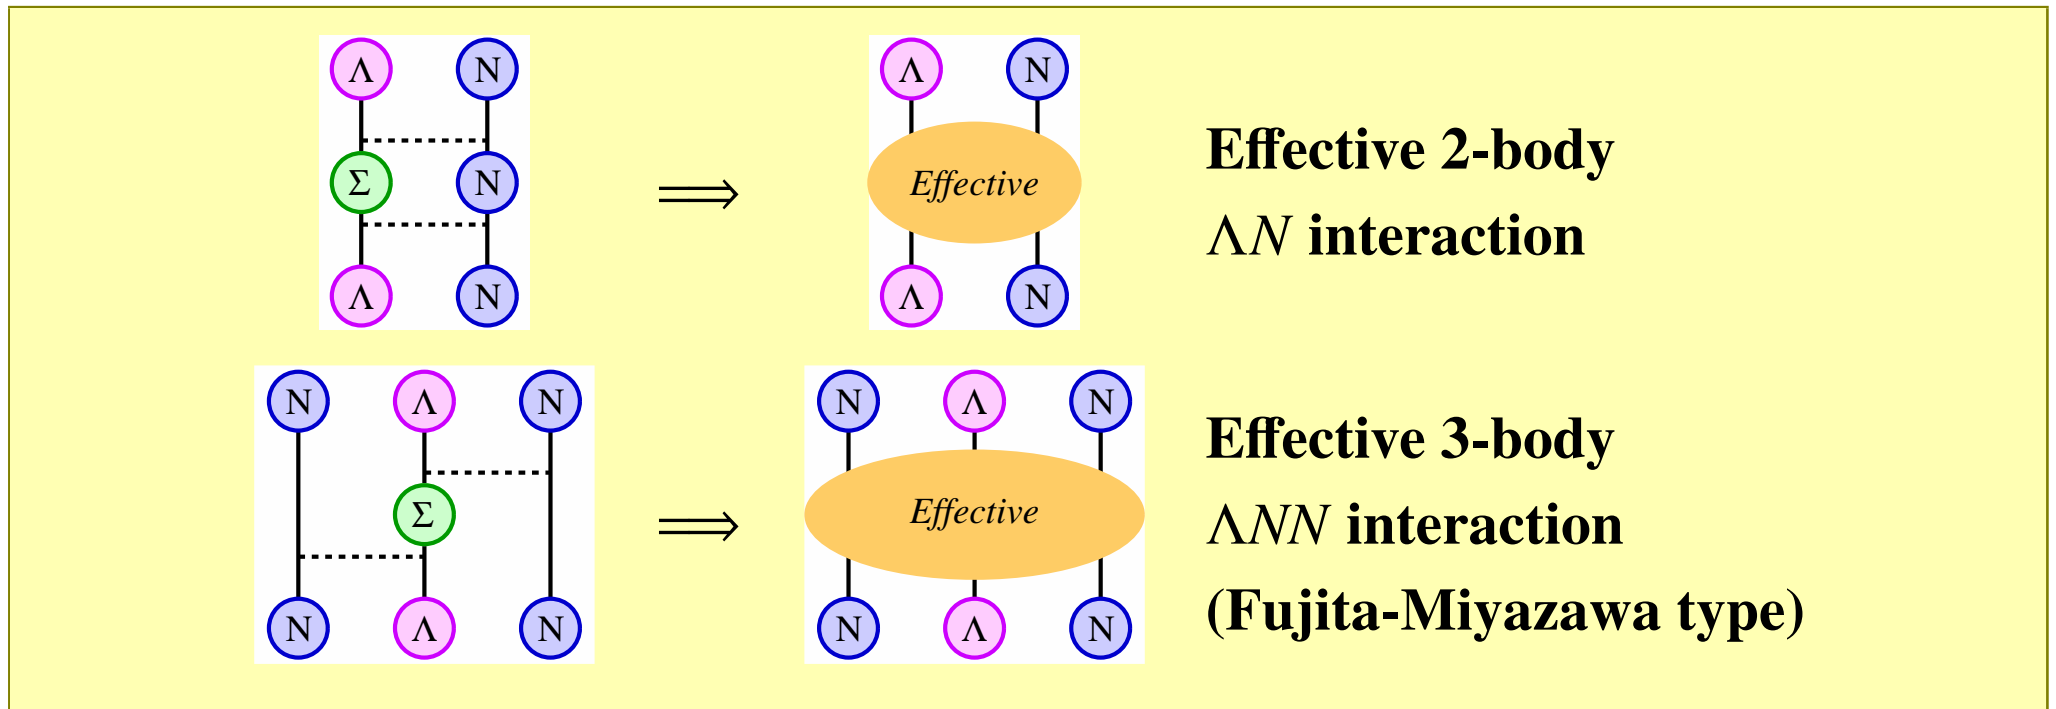 Λ N Λ N
Σ N ⟹ Effective
Λ N Λ N
Effective 2-body
ΛN interaction
N Λ N N Λ N
Σ ⟹ Effective
N Λ N N Λ N
Effective 3-body
ΛNN interaction
(Fujita-Miyazawa type)